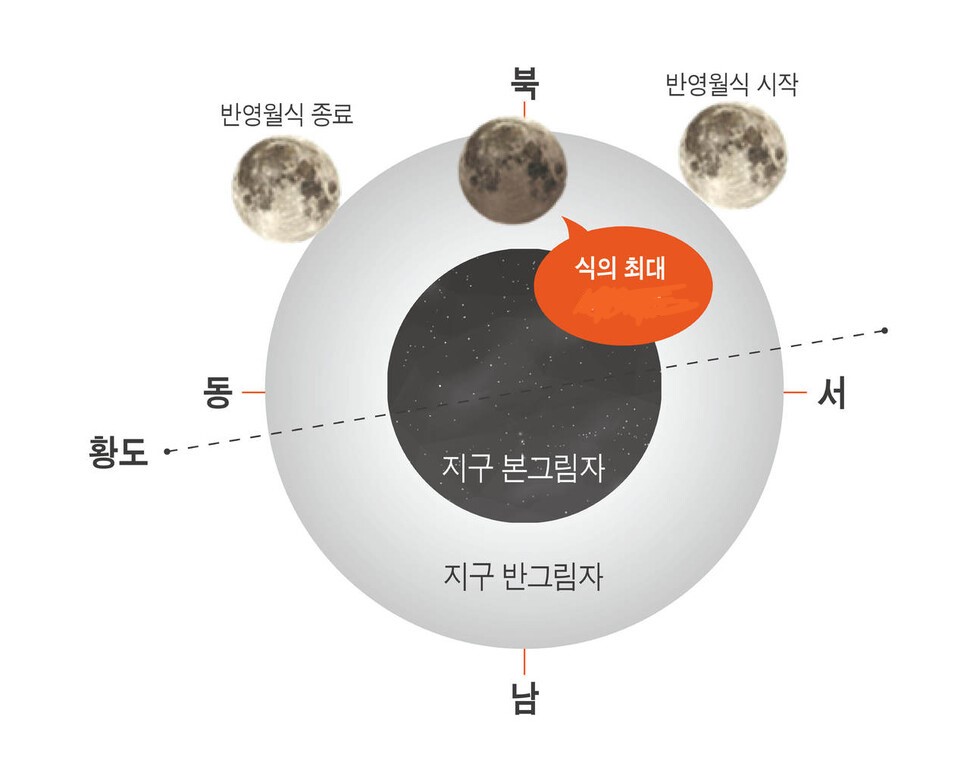 북
반영월식 시작
반영월식 종료
식의 최대
동
서
황도
지구 본그림자
지구 반그림자
남